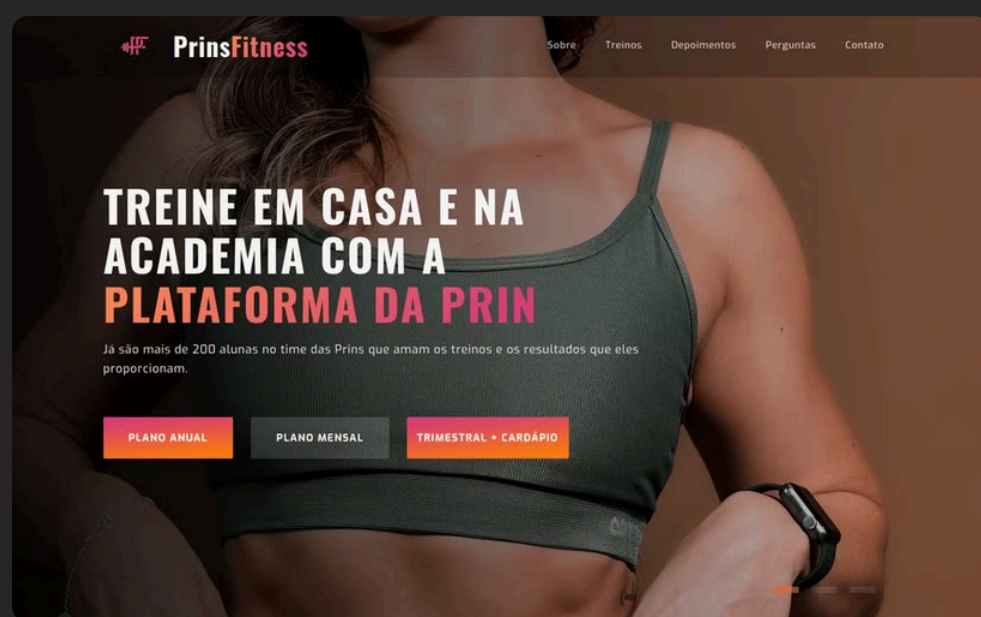 PrinsFitness
Sobre Treinos Depoimentos Perguntas Contato
TREINE EM CASA E NA
ACADEMIA COM A
PLATAFORMA DA PRIN
Já são mais de 200 alunas no time das Prins que amam os treinos e os resultados que eles
proporcionam.
PLANO ANUAL
PLANO MENSAL
TRIMESTRAL + CARDÁPIO